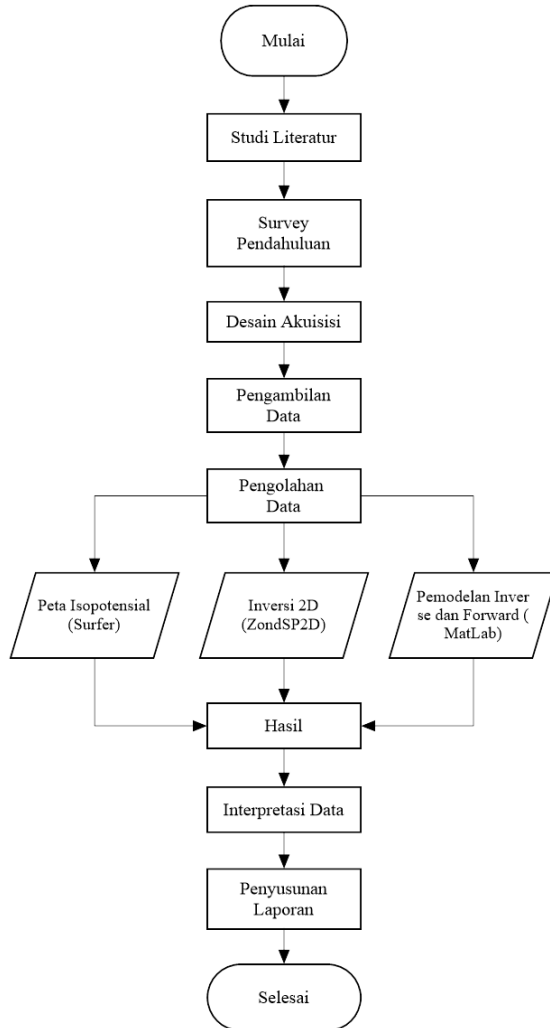 Mulai
Studi Literatur
Survey
Pendahuluan
Desain Akuisisi
Pengambilan
Data
Pengolahan
Data
Peta Isopotensial
(Surfer)
Inversi 2D
(ZondSP2D)
Pemodelan Inver
se dan Forward (
MatLab)
Hasil
Interpretasi Data
Penyusunan
Laporan
Selesai